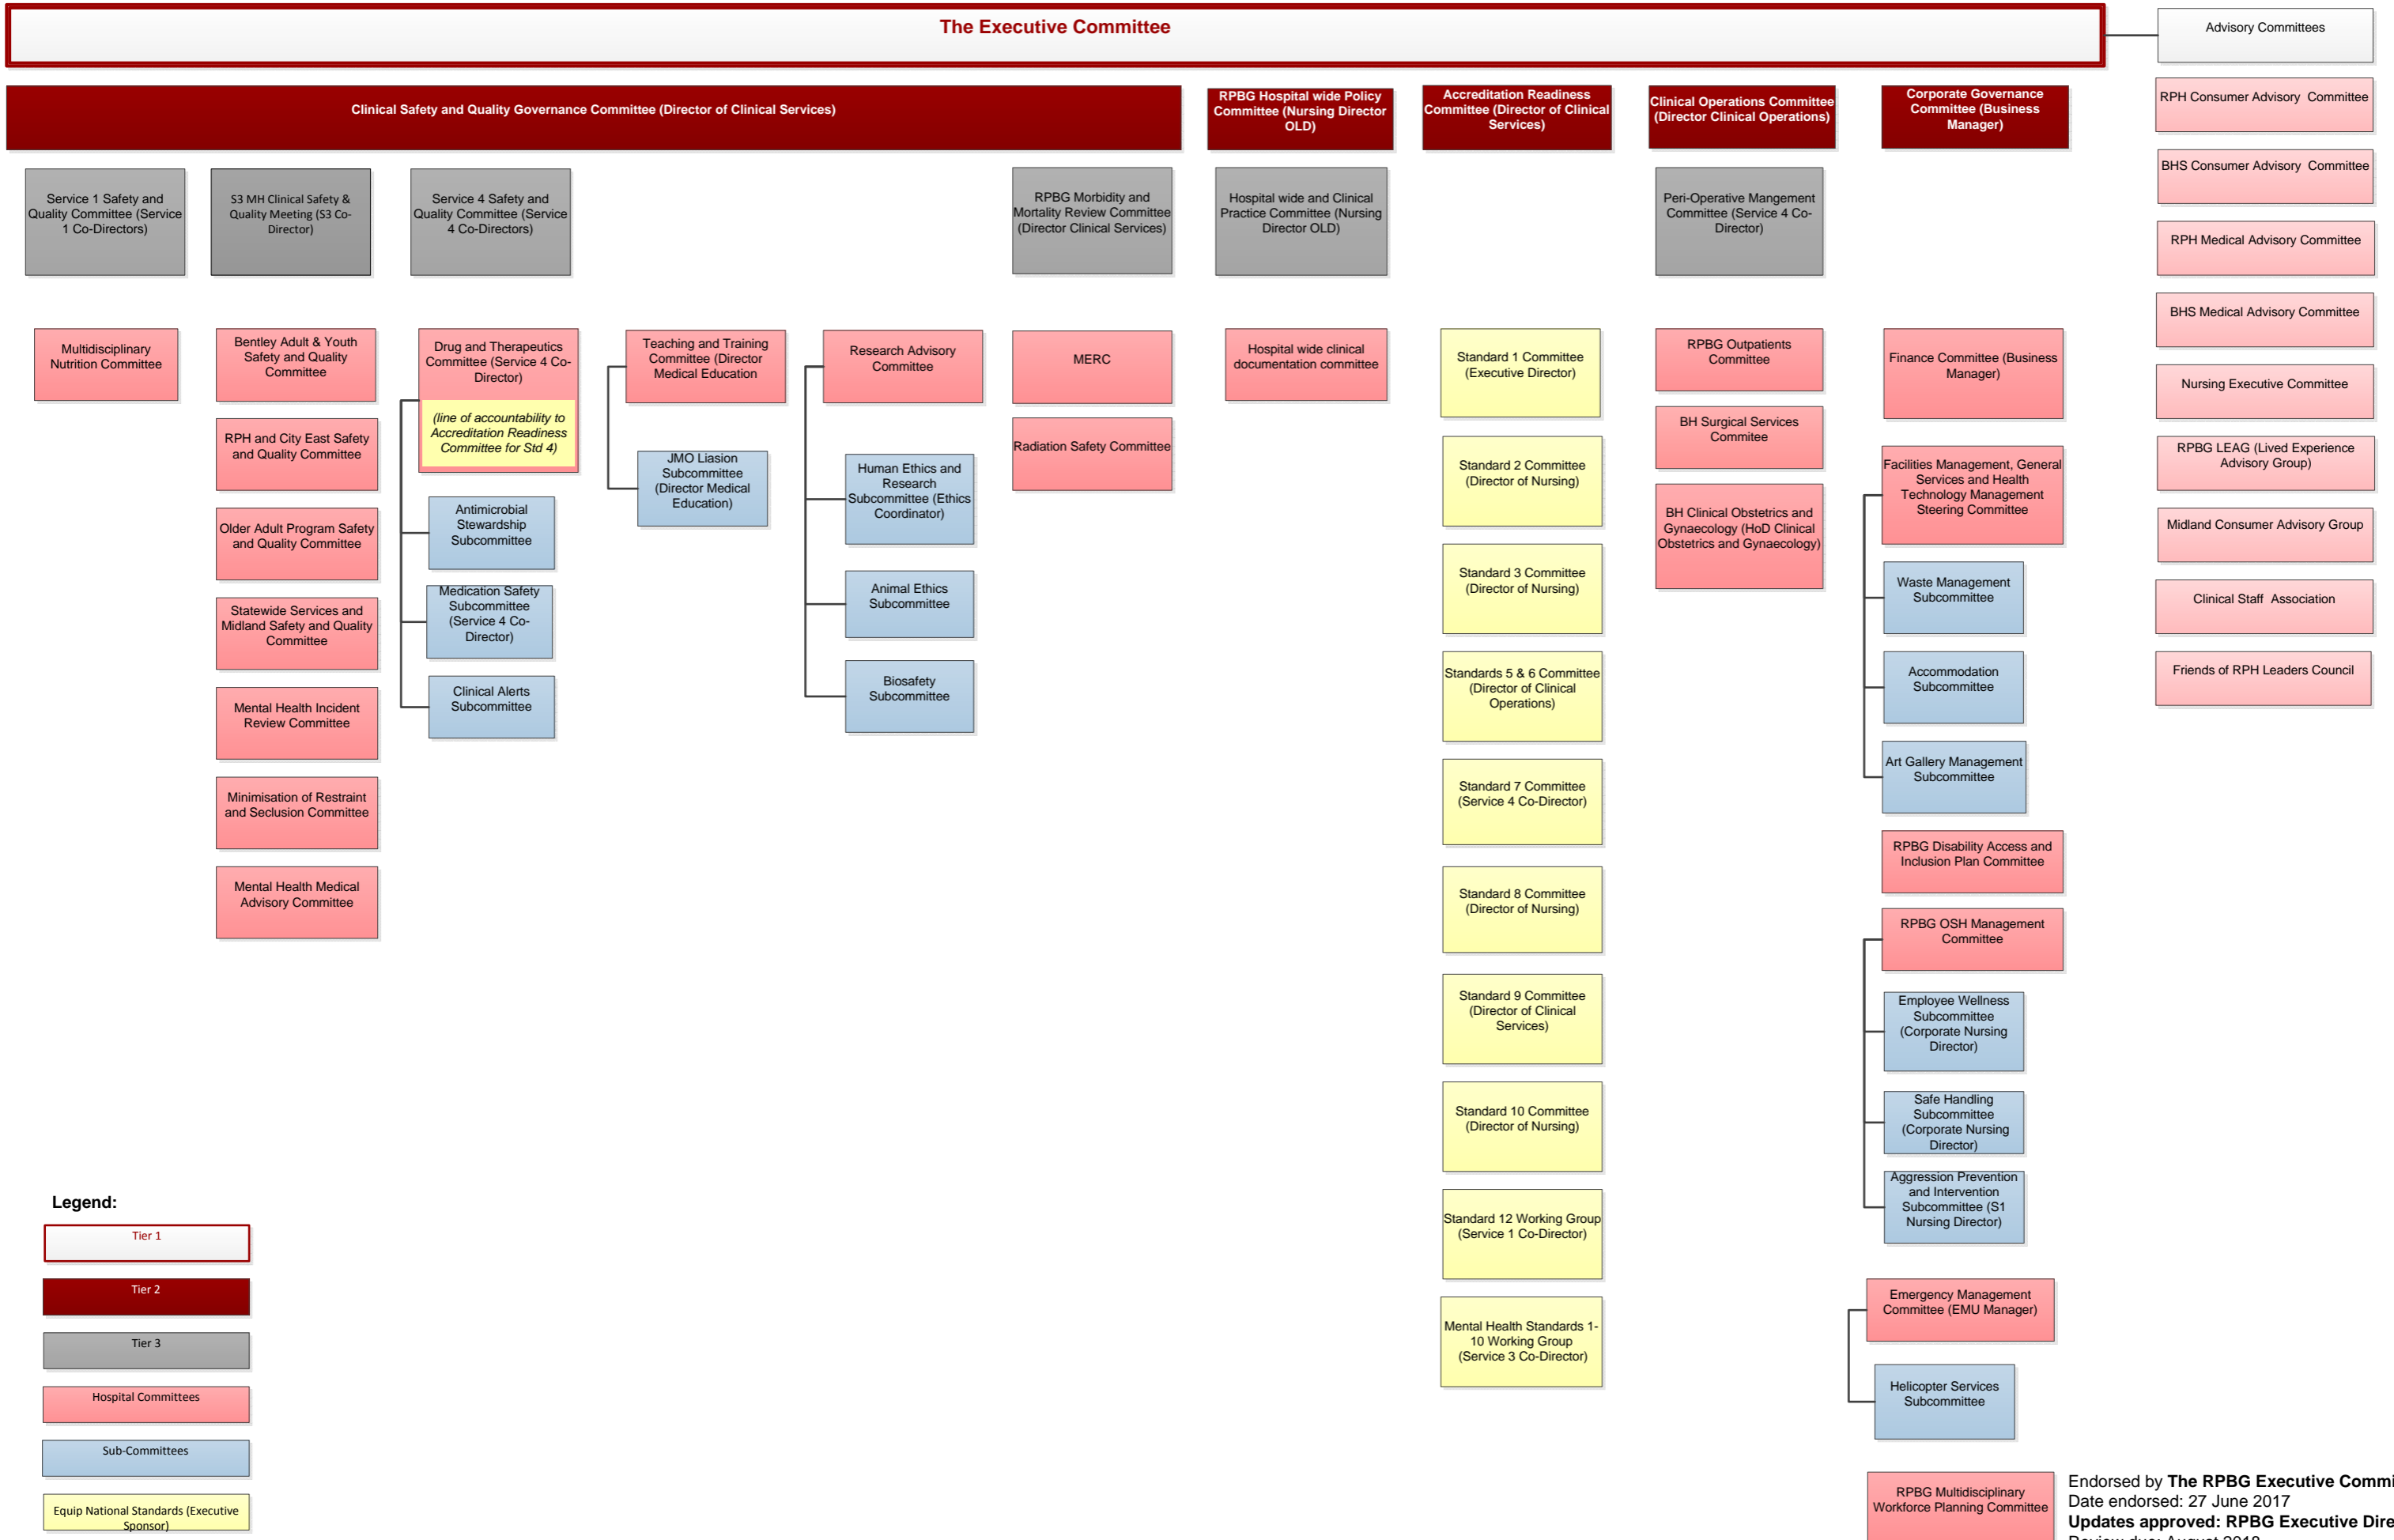 The Executive Committee
Advisory Committees
Clinical Safety and Quality Governance Committee (Director of Clinical Services)
RPBG Hospital wide Policy
Committee (Nursing Director
OLD)
Accreditation Readiness
Committee (Director of Clinical
Services)
Clinical Operations Committee
(Director Clinical Operations)
Corporate Governance
Committee (Business
Manager)
Service 1 Safety and
Quality Committee (Service
1 Co-Directors)
S3 MH Clinical Safety &
Quality Meeting (S3 Co-
Director)
Service 4 Safety and
Quality Committee (Service
4 Co-Directors)
RPBG Morbidity and
Mortality Review Committee
(Director Clinical Services)
Hospital wide and Clinical
Practice Committee (Nursing
Director OLD)
Peri-Operative Mangement
Committee (Service 4 Co-
Director)
Multidisciplinary
Nutrition Committee
Bentley Adult & Youth
Safety and Quality
Committee
RPH and City East Safety
and Quality Committee
Older Adult Program Safety
and Quality Committee
Statewide Services and
Midland Safety and Quality
Committee
Mental Health Incident
Review Committee
Minimisation of Restraint
and Seclusion Committee
Mental Health Medical
Advisory Committee
Drug and Therapeutics
Committee (Service 4 Co-
Director)
(line of accountability to
Accreditation Readiness
Committee for Std 4)
Antimicrobial
Stewardship
Subcommittee
Medication Safety
Subcommittee
(Service 4 Co-
Director)
Clinical Alerts
Subcommittee
Teaching and Training
Committee (Director
Medical Education
JMO Liasion
Subcommittee
(Director Medical
Education)
Research Advisory
Committee
Human Ethics and
Research
Subcommittee (Ethics
Coordinator)
Animal Ethics
Subcommittee
Biosafety
Subcommittee
MERC
Radiation Safety Committee
Hospital wide clinical
documentation committee
Standard 1 Committee
(Executive Director)
Standard 2 Committee
(Director of Nursing)
Standard 3 Committee
(Director of Nursing)
Standards 5 & 6 Committee
(Director of Clinical
Operations)
Standard 7 Committee
(Service 4 Co-Director)
Standard 8 Committee
(Director of Nursing)
Standard 9 Committee
(Director of Clinical
Services)
Standard 10 Committee
(Director of Nursing)
Standard 12 Working Group
(Service 1 Co-Director)
Mental Health Standards 1-
10 Working Group
(Service 3 Co-Director)
RPBG Outpatients
Committee
BH Surgical Services
Commitee
BH Clinical Obstetrics and
Gynaecology (HoD Clinical
Obstetrics and Gynaecology)
Finance Committee (Business
Manager)
Facilities Management, General
Services and Health
Technology Management
Steering Committee
Waste Management
Subcommittee
Accommodation
Subcommittee
Art Gallery Management
Subcommittee
RPBG Disability Access and
Inclusion Plan Committee
RPBG OSH Management
Committee
Employee Wellness
Subcommittee
(Corporate Nursing
Director)
Safe Handling
Subcommittee
(Corporate Nursing
Director)
Aggression Prevention
and Intervention
Subcommittee (S1
Nursing Director)
Emergency Management
Committee (EMU Manager)
Helicopter Services
Subcommittee
RPBG Multidisciplinary
Workforce Planning Committee
RPH Consumer Advisory Committee
BHS Consumer Advisory Committee
RPH Medical Advisory Committee
BHS Medical Advisory Committee
Nursing Executive Committee
RPBG LEAG (Lived Experience
Advisory Group)
Midland Consumer Advisory Group
Clinical Staff Association
Friends of RPH Leaders Council
Legend:
Tier 1
Tier 2
Tier 3
Hospital Committees
Sub-Committees
Equip National Standards (Executive
Sponsor)
Endorsed by The RPBG Executive
Date endorsed: 27 June 2017
Updates approved: RPBG Executive